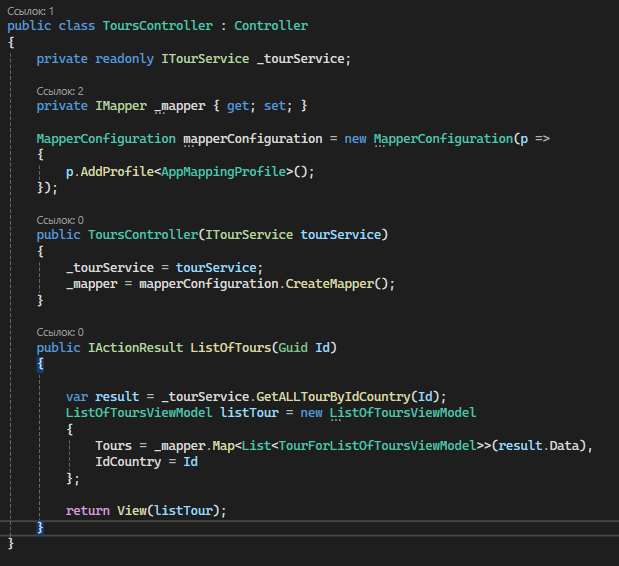 Ссылок: 1
public class ToursController : Controller
{
private readonly ITourService _tourService;
Ссылок: 2
private IMapper _mapper { get; set; }
MapperConfiguration mapperConfiguration = new MapperConfiguration(p =>
{
p.AddProfile<AppMappingProfile>();
});
Ссылок: 0
public ToursController(ITourService tourService)
{
_tourService = tourService;
_mapper = mapperConfiguration.CreateMapper();
}
Ссылок: 0
public IActionResult ListOfTours(Guid Id)
{
var result = _tourService.GetALLTourByIdCountry(Id);
ListOfToursViewModel listTour = new ListOfToursViewModel
{
Tours = _mapper.Map<List<TourForListOfToursViewModel>>(result.Data),
IdCountry = Id
};
return View(listTour);
}
}